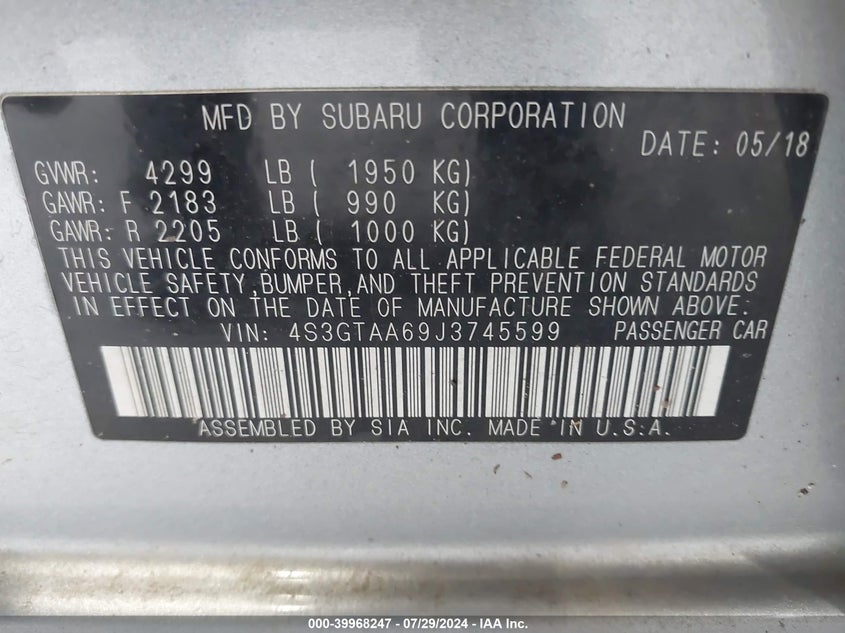 MFD BY SUBARU CORPORATION
DATE: 05/18
GVWR: 4299 LB ( 1950 KG)
GAWR: F 2183 LB ( 990 KG)
GAWR: R 2205 LB ( 1000 KG)
THIS VEHICLE CONFORMS TO ALL APPLICABLE FEDERAL MOTOR
VEHICLE SAFETY,BUMPER,AND THEFT PREVENTION STANDARDS
IN EFFECT ON THE DATE OF MANUFACTURE SHOWN ABOVE.
VIN: 4S3GTAA69J3745599 PASSENGER CAR
ASSEMBLED BY SIA INC. MADE IN U.S.A.
000-39968247 - 07/29/2024 - IAA Inc.